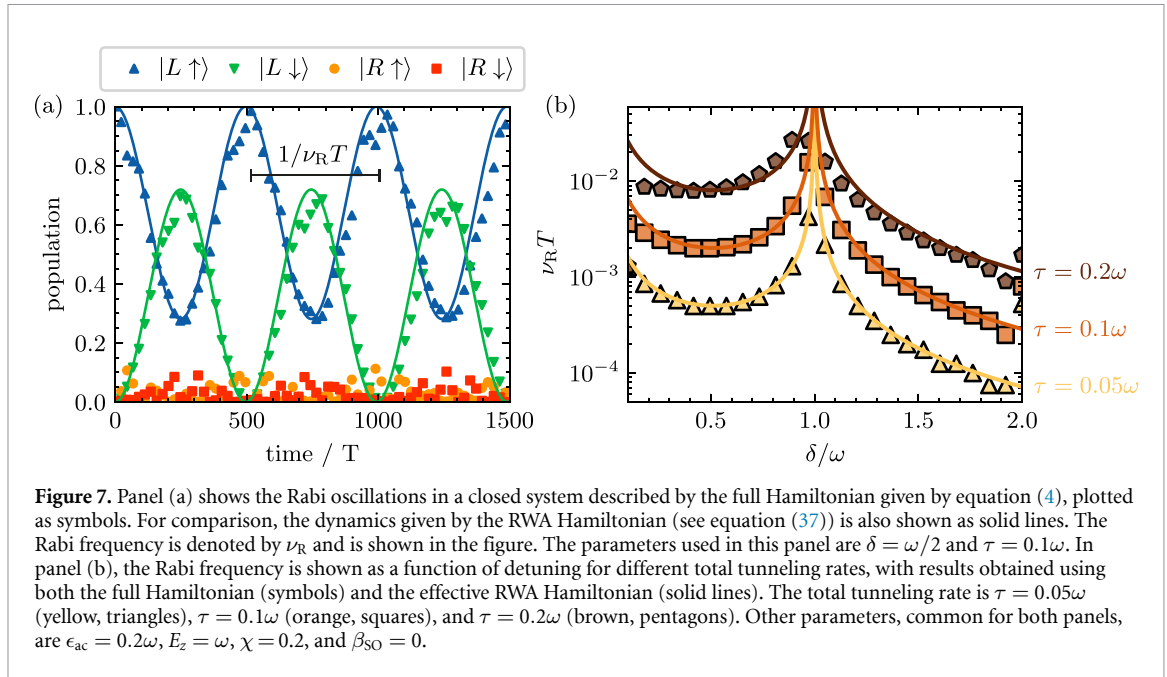 |L ↑⟩ |L ↓⟩ |R ↑⟩ |R ↓⟩
(a)
1.0
0.8
0.6
0.4
0.2
0.0
population
1/ν_R T
0 500 1000 1500
time / T
(b)
10⁻²
10⁻³
10⁻⁴
ν_R T
τ = 0.2ω
τ = 0.1ω
τ = 0.05ω
0.5 1.0 1.5 2.0
δ/ω
Figure 7. Panel (a) shows the Rabi oscillations in a closed system described by the full Hamiltonian given by equation (4), plotted
as symbols. For comparison, the dynamics given by the RWA Hamiltonian (see equation (37)) is also shown as solid lines. The
Rabi frequency is denoted by ν_R and is shown in the figure. The parameters used in this panel are δ = ω/2 and τ = 0.1ω. In
panel (b), the Rabi frequency is shown as a function of detuning for different total tunneling rates, with results obtained using
both the full Hamiltonian (symbols) and the effective RWA Hamiltonian (solid lines). The total tunneling rate is τ = 0.05ω
(yellow, triangles), τ = 0.1ω (orange, squares), and τ = 0.2ω (brown, pentagons). Other parameters, common for both panels,
are ϵ_ac = 0.2ω, E_z = ω, χ = 0.2, and β_SO = 0.